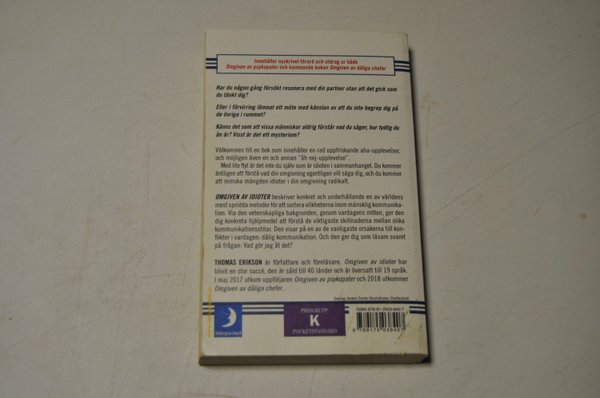 Innehåller nyskrivet förord och utdrag ur både
Omgiven av psykopater och kommande boken Omgiven av dåliga chefer
Har du någon gång försökt resonera med din partner utan att det gick som
du tänkt dig?
Eller i förvirring lämnat ett möte med känslan av att du inte begrep dig på
de övriga i rummet?
Känns det som att vissa människor aldrig förstår vad du säger, hur tydlig du
än är? Visst är det ett mysterium?
Välkommen till en bok som innehåller en rad uppfriskande aha-upplevelser,
och möjligen även en och annan "åh nej-upplevelse".
Med lite flyt är det inte du själv som är idioten i sammanhanget. Du kommer
äntligen att förstå vad din omgivning egentligen vill säga dig, och du kommer
att minska mängden idioter i din omgivning radikalt.
OMGIVEN AV IDIOTER beskriver konkret och underhållande en av världens
mest spridda metoder för att sortera olikheterna inom mänsklig kommunika-
tion. Via den vetenskapliga bakgrunden, genom vardagens möten, ger den
dig konkreta hjälpmedel att förstå de viktigaste skillnaderna mellan olika
kommunikationsstilar. Den visar på en av de vanligaste orsakerna till kon-
flikter i vardagen: dålig kommunikation. Och den ger dig som läsare svaret
på frågan: Vad gör jag åt det?
THOMAS ERIKSON är författare och föreläsare. Omgiven av idioter har
blivit en stor succé, den är såld till 40 länder och är översatt till 19 språk.
I maj 2017 utkom uppföljaren Omgiven av psykopater och 2018 utkommer
Omgiven av dåliga chefer.
Månpocket
PRISGRUPP
K
POCKETSTANDARD
ISBN 978-91-7503-640-3
9 789175 036403